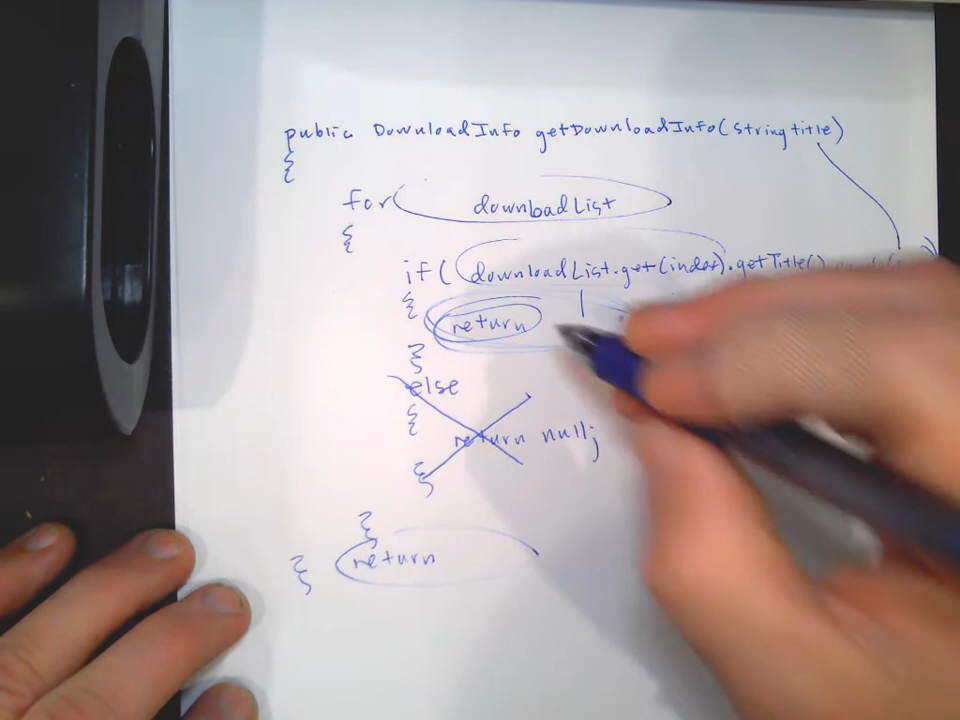 public DownloadInfo getDownloadInfo(String title)
{
for( downloadList
{
if( downloadList.get(index).getTitle()
{
return
}
else
{
return null;
}
}
return
}